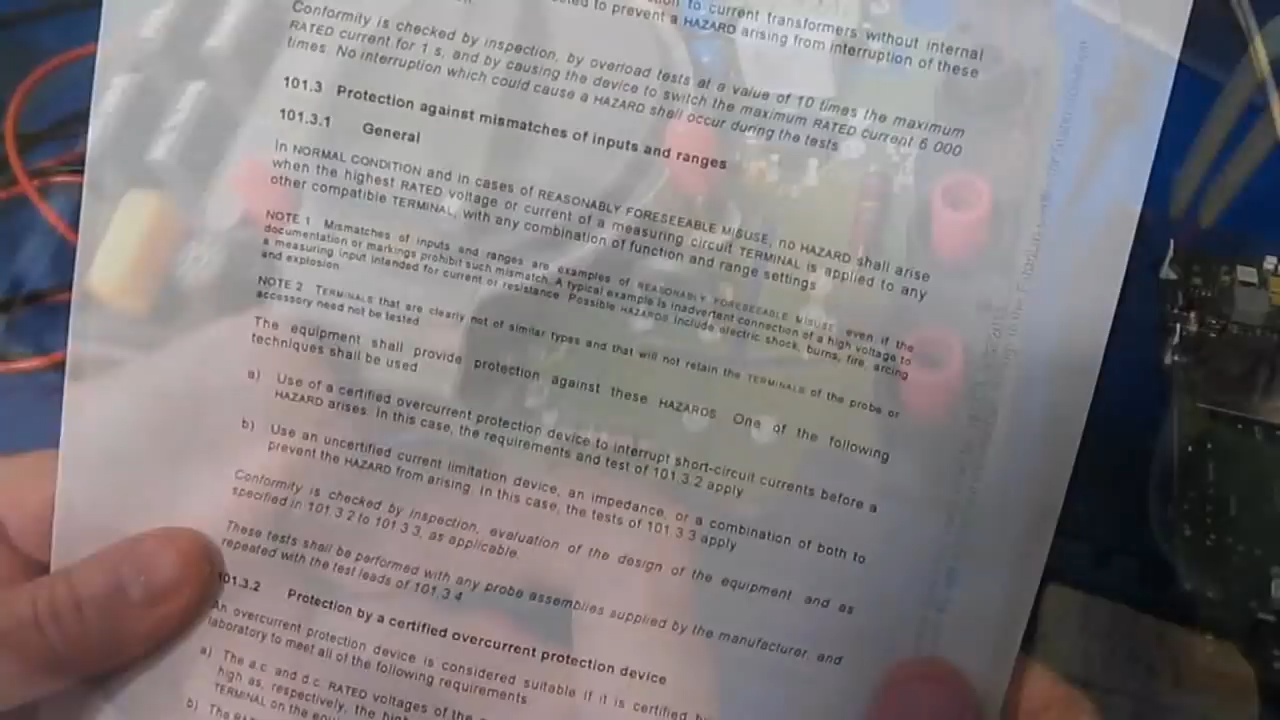 to current transformers without internal
to prevent a HAZARD arising from interruption of these
Conformity is checked by inspection, by overload tests at a value of 10 times the maximum
RATED current for 1 s, and by causing the device to switch the maximum RATED current 6 000
times. No interruption which could cause a HAZARD shall occur during the tests
101.3 Protection against mismatches of inputs and ranges
101.3.1 General
In NORMAL CONDITION and in cases of REASONABLY FORESEEABLE MISUSE, no HAZARD shall arise
when the highest RATED voltage or current of a measuring circuit TERMINAL is applied to any
other compatible TERMINAL, with any combination of function and range settings
NOTE 1 Mismatches of inputs and ranges are examples of REASONABLY FORESEEABLE MISUSE, even if the
documentation or markings prohibit such mismatch. A typical example is inadvertent connection of a high voltage to
a measuring input intended for current or resistance. Possible HAZARDS include electric shock, burns, fire, arcing
and explosion.
NOTE 2 TERMINALS that are clearly not of similar types and that will not retain the TERMINALS of the probe or
accessory need not be tested
The equipment shall provide protection against these HAZARDS. One of the following
techniques shall be used
a) Use of a certified overcurrent protection device to interrupt short-circuit currents before a
HAZARD arises. In this case, the requirements and test of 101.3.2 apply
b) Use an uncertified current limitation device, an impedance, or a combination of both to
prevent the HAZARD from arising. In this case, the tests of 101.3.3 apply
Conformity is checked by inspection, evaluation of the design of the equipment and as
specified in 101.3.2 to 101.3.3, as applicable.
These tests shall be performed with any probe assemblies supplied by the manufacturer, and
repeated with the test leads of 101.3.4
101.3.2 Protection by a certified overcurrent protection device
An overcurrent protection device is considered suitable if it is certified
laboratory to meet all of the following requirements
a) The a.c. and d.c. RATED voltages of the
high as, respectively, the
TERMINAL on the
b) The